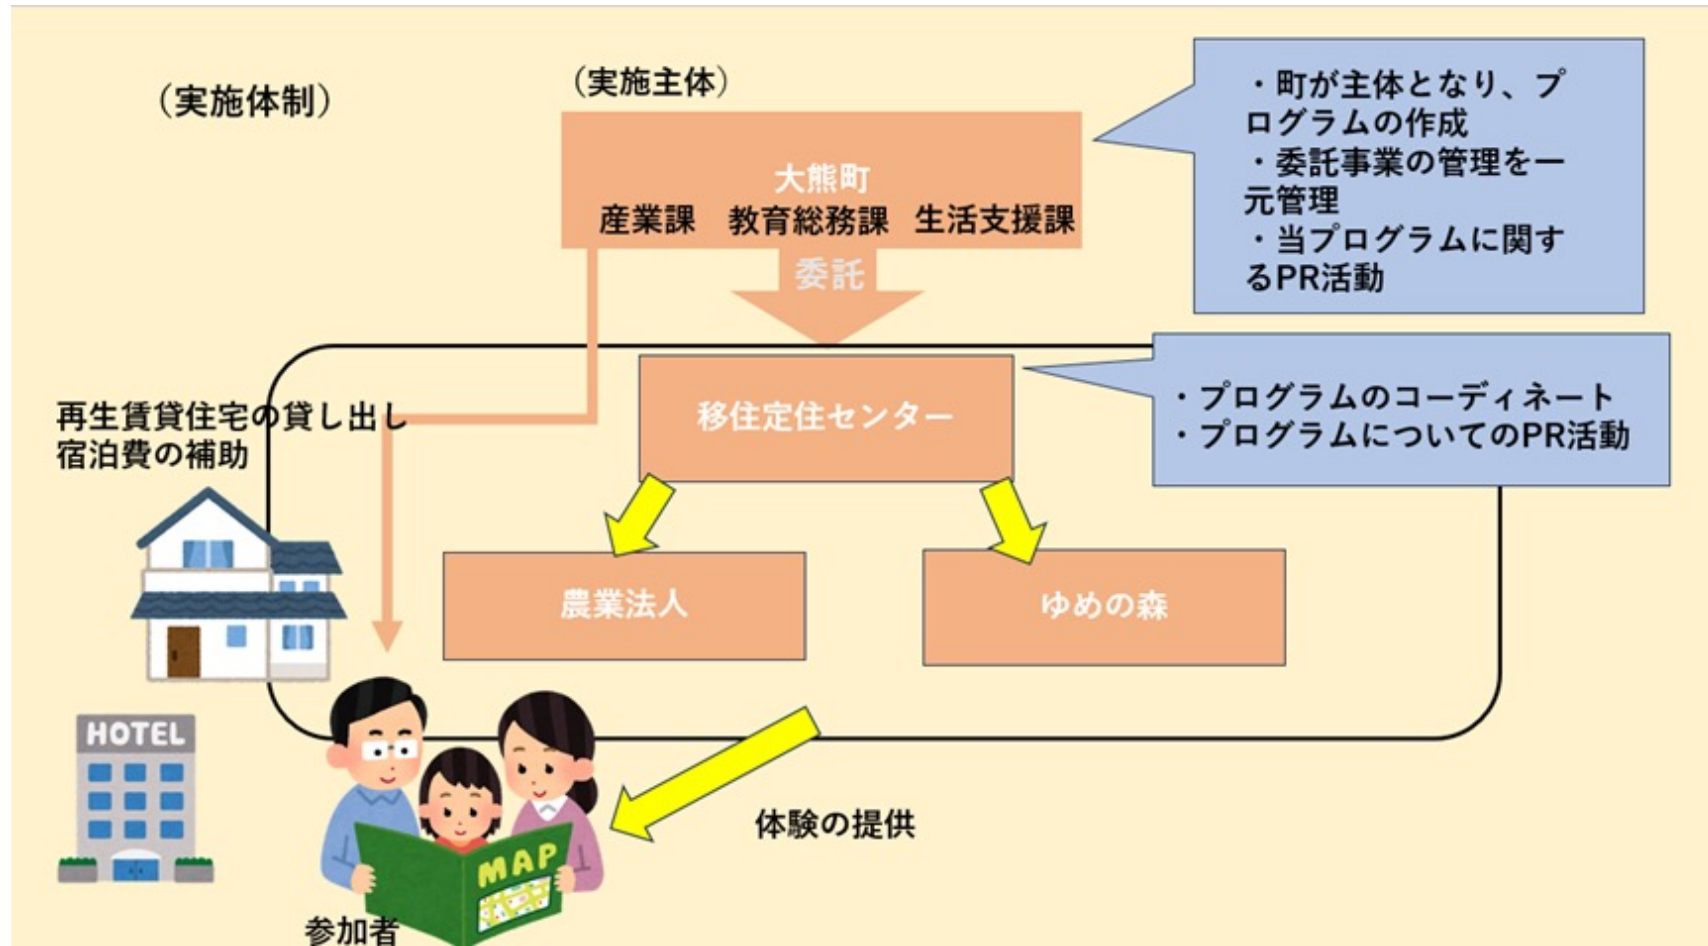 (実施体制)
(実施主体)
大熊町
産業課 教育総務課 生活支援課
委託
・町が主体となり、プ
ログラムの作成
・委託事業の管理を一
元管理
・当プログラムに関す
るPR活動
移住定住センター
・プログラムのコーディネート
・プログラムについてのPR活動
再生賃貸住宅の貸し出し
宿泊費の補助
農業法人
ゆめの森
HOTEL
MAP
体験の提供
参加者